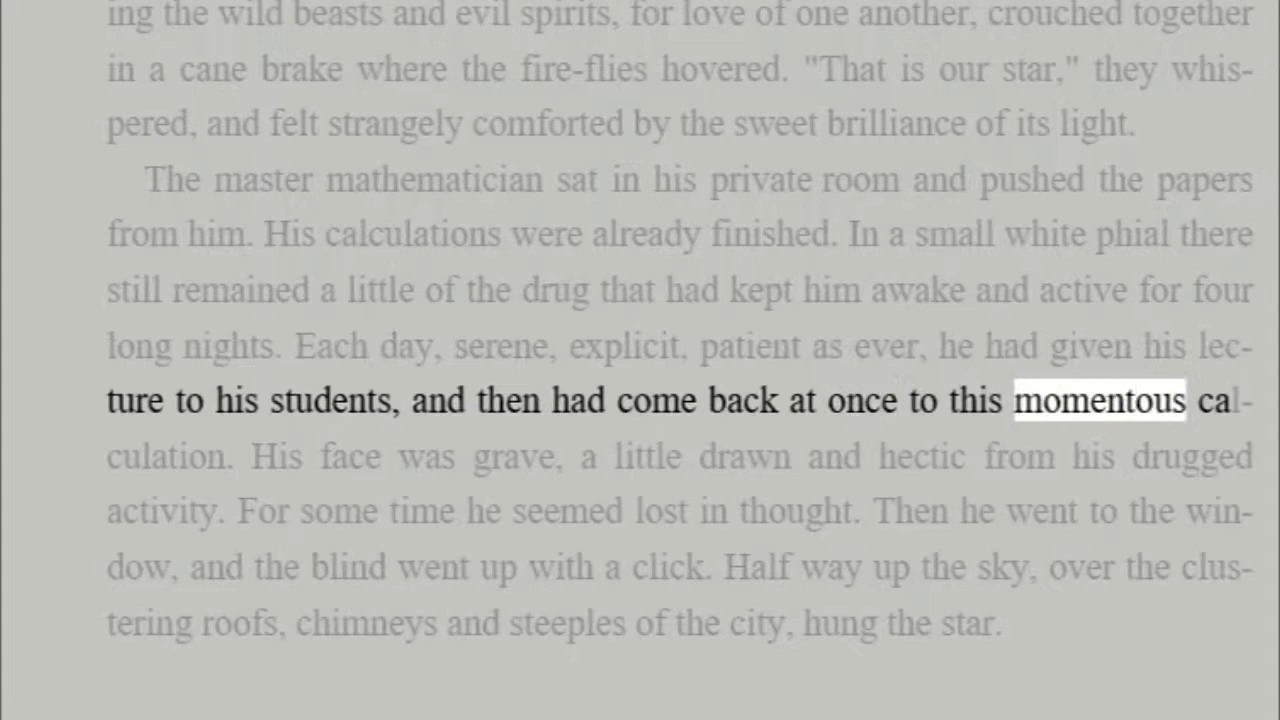 ing the wild beasts and evil spirits, for love of one another, crouched together
in a cane brake where the fire-flies hovered. "That is our star," they whis-
pered, and felt strangely comforted by the sweet brilliance of its light.
The master mathematician sat in his private room and pushed the papers
from him. His calculations were already finished. In a small white phial there
still remained a little of the drug that had kept him awake and active for four
long nights. Each day, serene, explicit, patient as ever, he had given his lec-
ture to his students, and then had come back at once to this momentous cal-
culation. His face was grave, a little drawn and hectic from his drugged
activity. For some time he seemed lost in thought. Then he went to the win-
dow, and the blind went up with a click. Half way up the sky, over the clus-
tering roofs, chimneys and steeples of the city, hung the star.